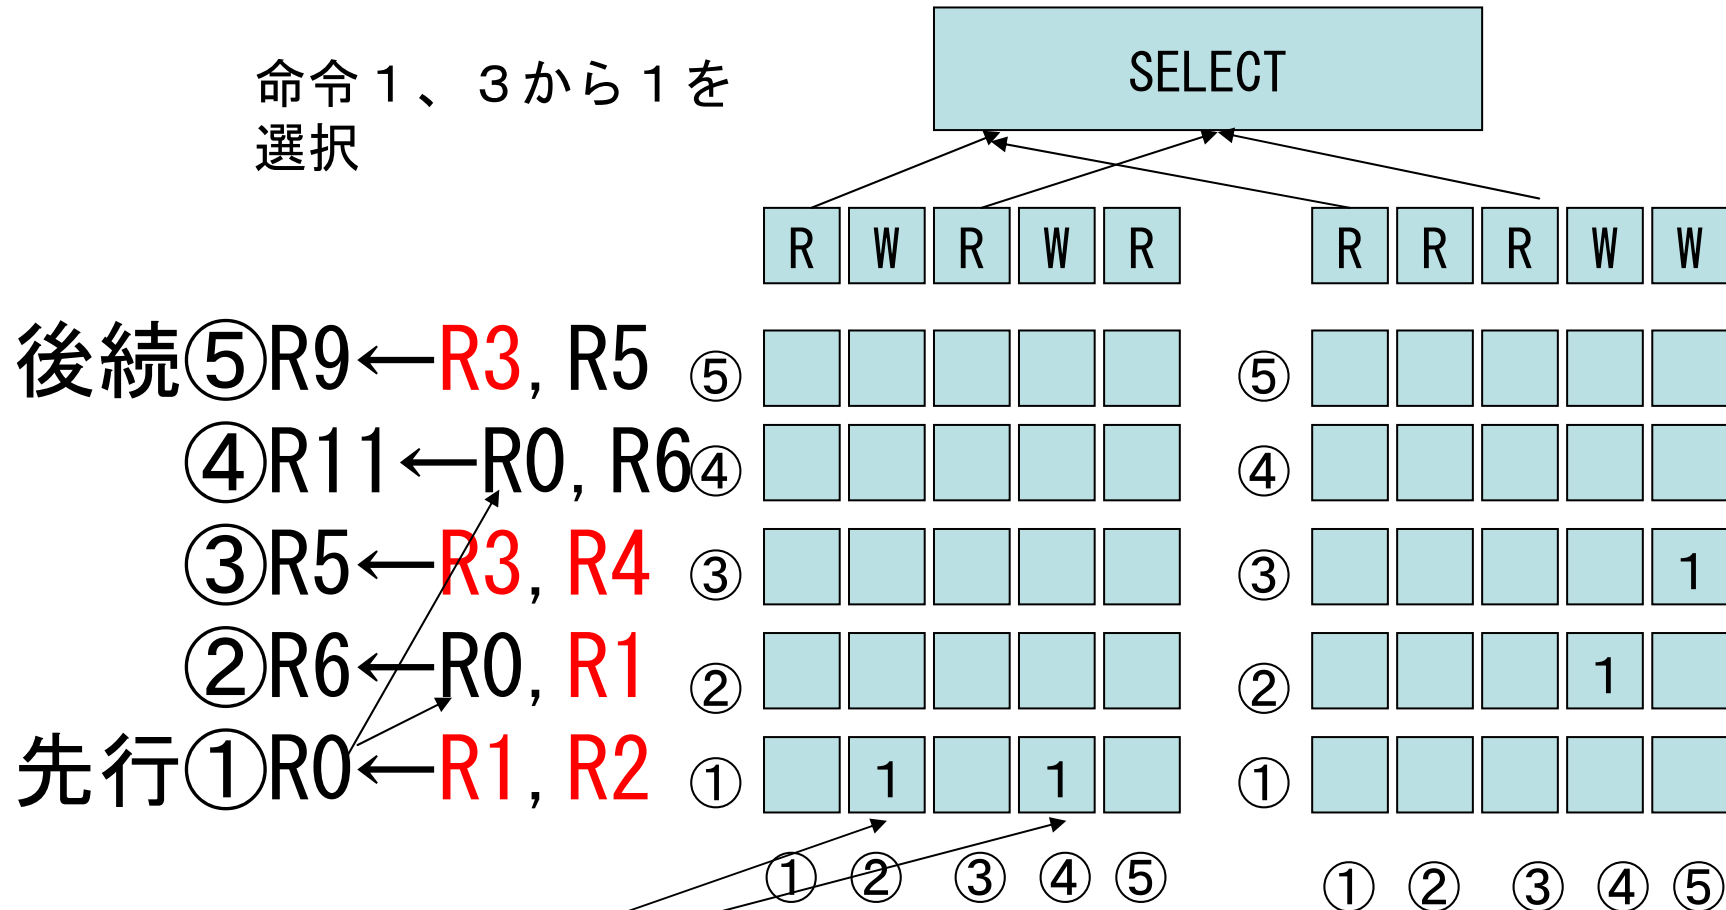 SELECT
命令１、３から１を
選択
R W R W R R R R W W
後続⑤R9←R3,R5 ⑤ ⑤
④R11←R0,R6 ④ ④
③R5←R3,R4 ③ ③ 1
②R6←R0,R1 ② ② 1
先行①R0←R1,R2 ① 1 1 ①
① ② ③ ④ ⑤ ① ② ③ ④ ⑤